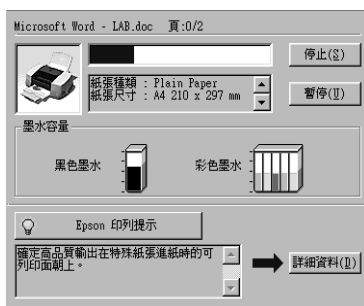 Microsoft Word - LAB.doc 頁:0/2
停止(S)
紙張種類 : Plain Paper
紙張尺寸 : A4 210 x 297 mm
暫停(U)
墨水容量
黑色墨水
彩色墨水
Epson 印列提示
確定高品質輸出在特殊紙張進紙時的可
列印面朝上。
詳細資料(D)